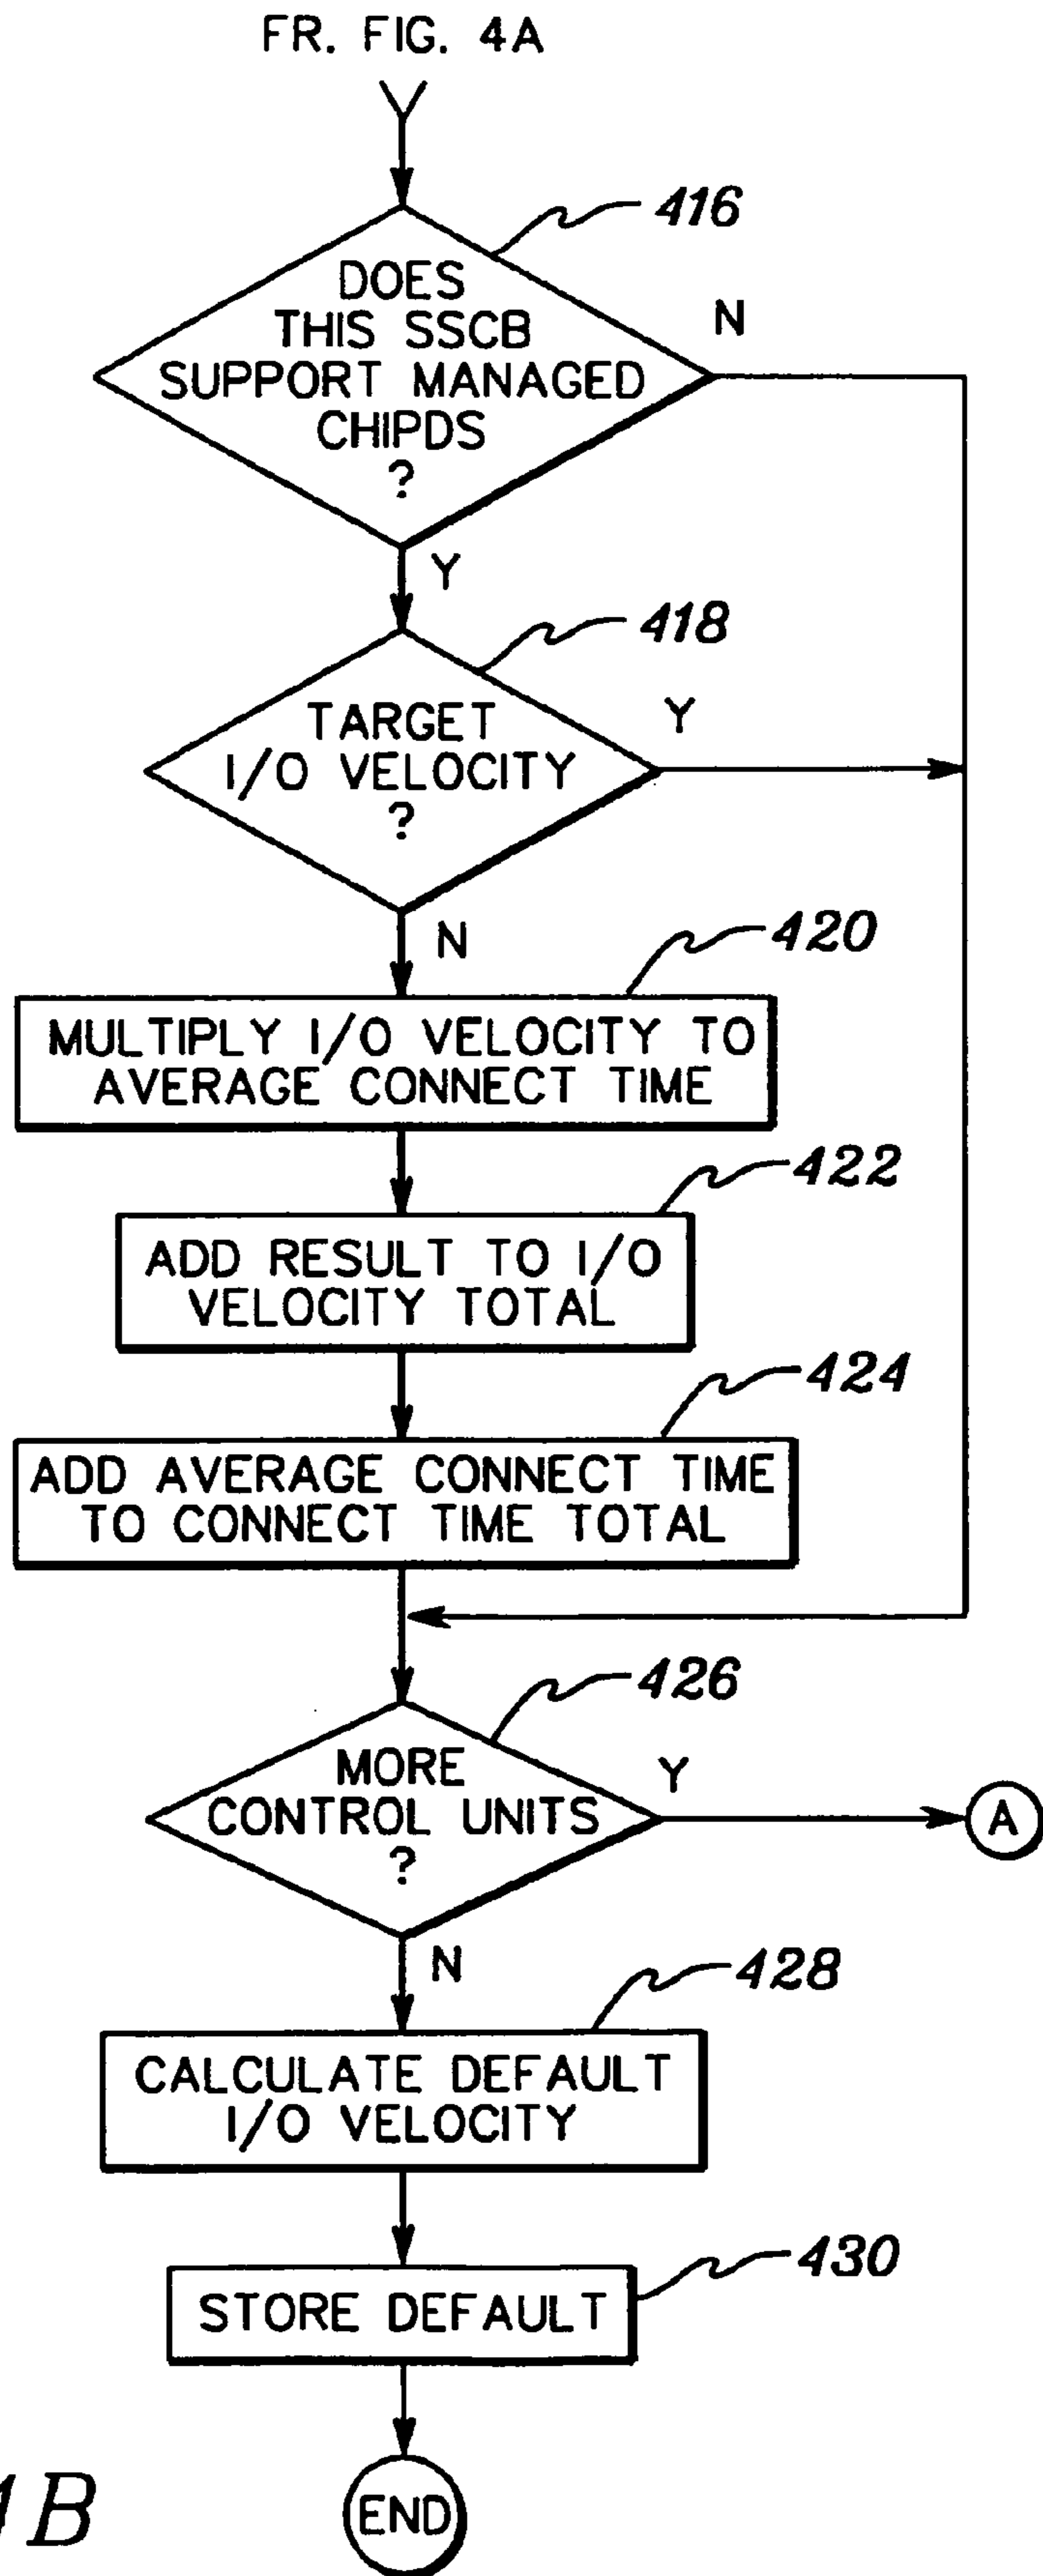 FR. FIG. 4A
416
DOES
THIS SSCB
SUPPORT MANAGED
CHIPDS
?
N
Y
418
TARGET
I/O VELOCITY
?
Y
N
420
MULTIPLY I/O VELOCITY TO
AVERAGE CONNECT TIME
422
ADD RESULT TO I/O
VELOCITY TOTAL
424
ADD AVERAGE CONNECT TIME
TO CONNECT TIME TOTAL
426
MORE
CONTROL UNITS
?
Y
A
N
428
CALCULATE DEFAULT
I/O VELOCITY
430
STORE DEFAULT
END
B